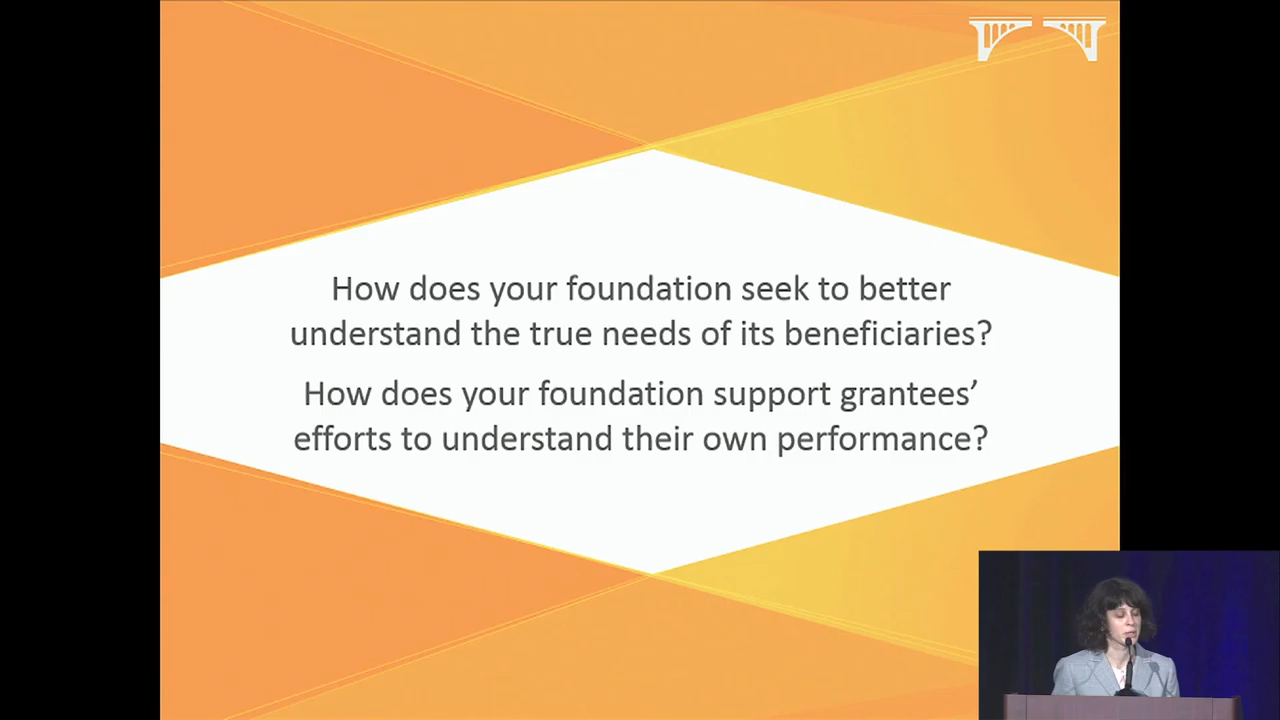 How does your foundation seek to better
understand the true needs of its beneficiaries?
How does your foundation support grantees’
efforts to understand their own performance?